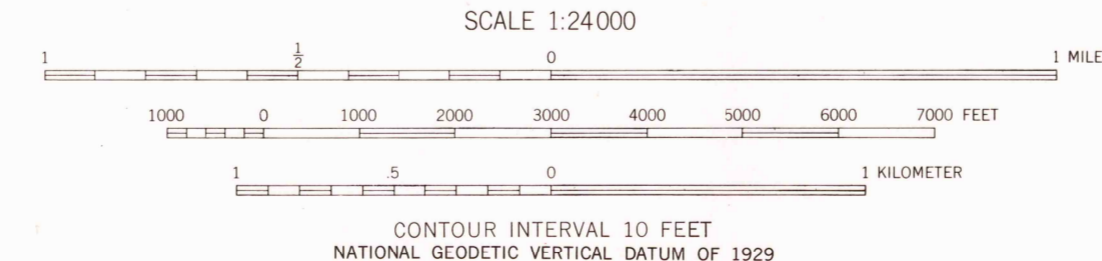 SCALE 1:24000
1 1/2 0 1 MILE
1000 0 1000 2000 3000 4000 5000 6000 7000 FEET
1 .5 0 1 KILOMETER
CONTOUR INTERVAL 10 FEET
NATIONAL GEODETIC VERTICAL DATUM OF 1929